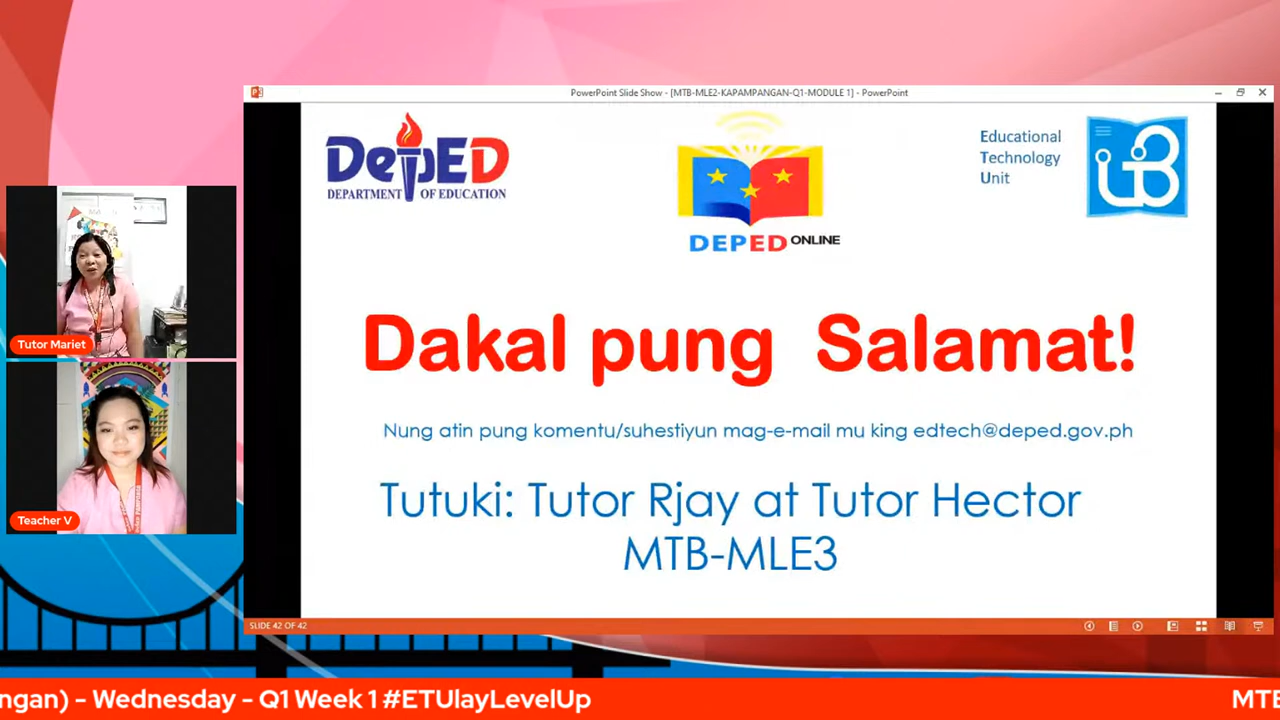 PowerPoint Slide Show - [MTB-MLE2-KAPAMPANGAN-Q1-MODULE 1] - PowerPoint
DepED
DEPARTMENT OF EDUCATION
DEPED ONLINE
Educational
Technology
Unit
Dakal pung Salamat!
Nung atin pung komentu/suhestiyun mag-e-mail mu king edtech@deped.gov.ph
Tutuki: Tutor Rjay at Tutor Hector
MTB-MLE3
SLIDE 42 OF 42
Tutor Mariet
Teacher V
ngan) - Wednesday - Q1 Week 1 #ETUlayLevelUp
MTB